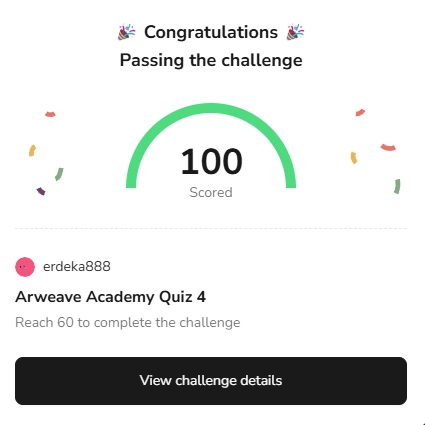 🎉 Congratulations 🎉
Passing the challenge
100
Scored
erdeka888
Arweave Academy Quiz 4
Reach 60 to complete the challenge
View challenge details